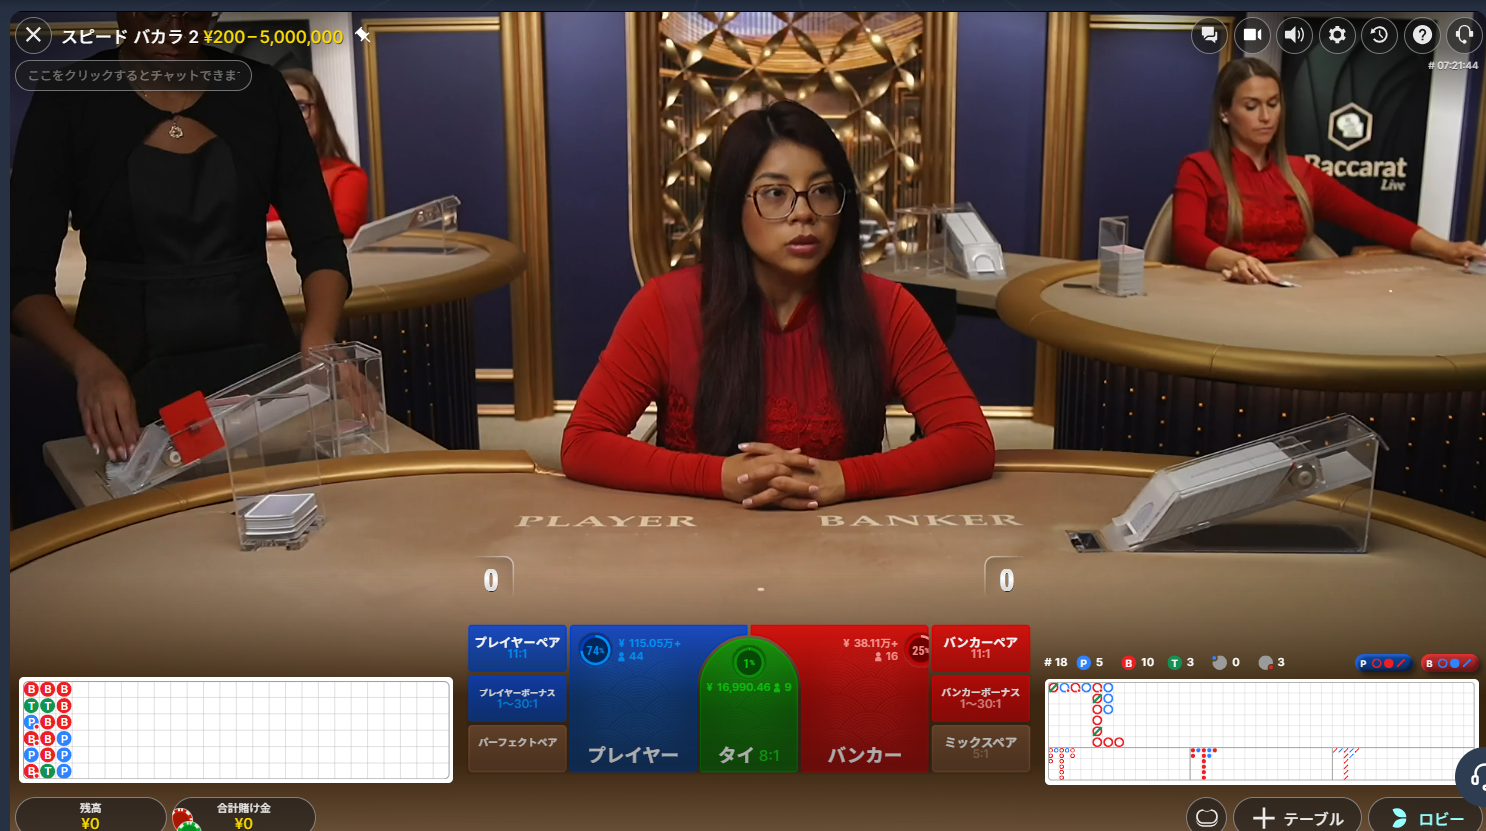 スピード バカラ 2 ¥200–5,000,000
ここをクリックするとチャットできま
# 07:21:44
Baccarat
Live
PLAYER
BANKER
0
0
プレイヤーペア
11:1
プレイヤーボーナス
1〜30:1
パーフェクトペア
74%
¥ 115.05万+
44
プレイヤー
1%
¥ 16,990.46 9
タイ 8:1
¥ 38.11万+
16
25%
バンカー
バンカーペア
11:1
バンカーボーナス
1〜30:1
ミックスペア
5:1
# 18 P 5 B 10 T 3 0 3
P
B
B B B
T T B
P B B
B B P
P B P
B T P
残高
¥0
合計賭け金
¥0
テーブル
ロビー